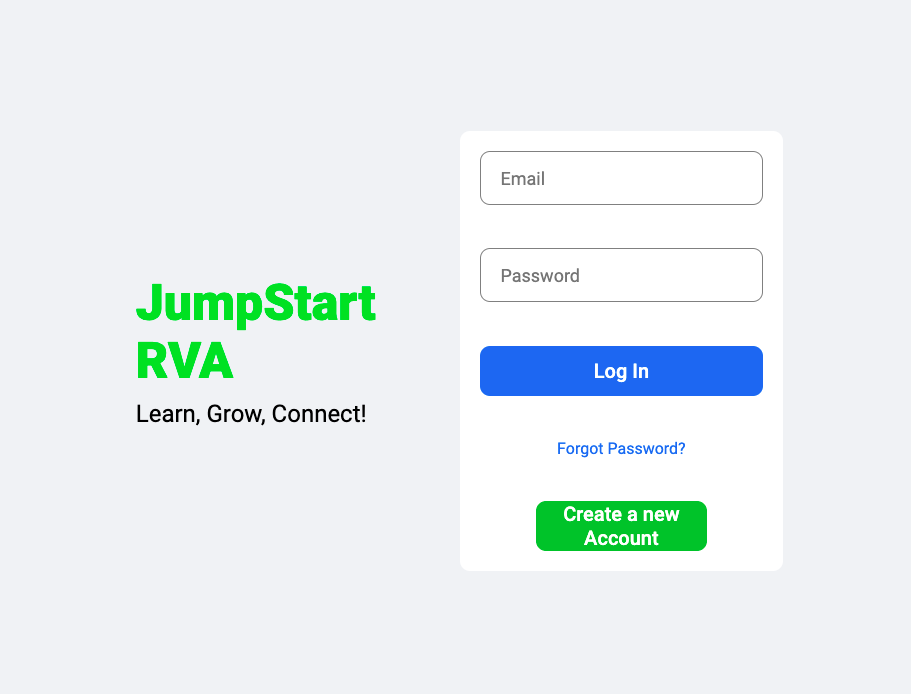 JumpStart
RVA
Learn, Grow, Connect!
Email
Password
Log In
Forgot Password?
Create a new
Account